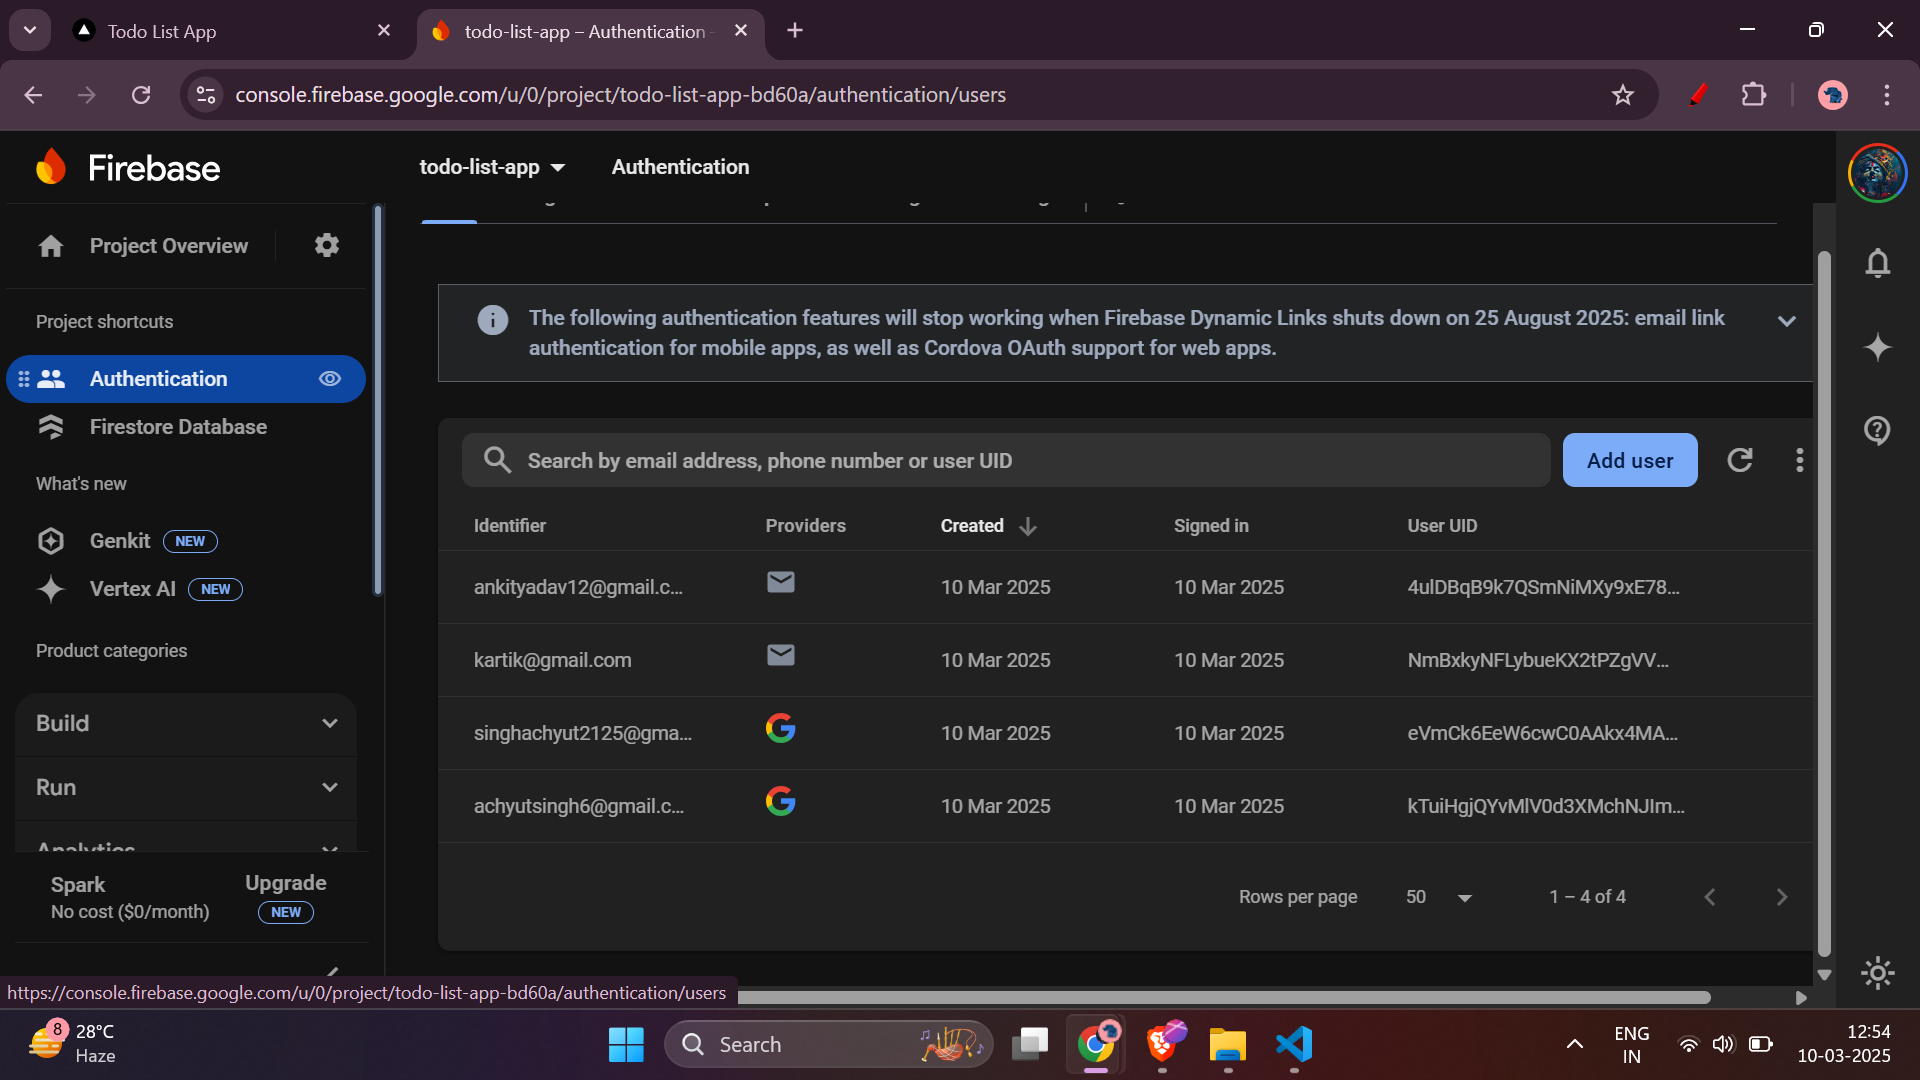 Todo List App
todo-list-app – Authentication
console.firebase.google.com/u/0/project/todo-list-app-bd60a/authentication/users
Firebase
todo-list-app
Authentication
Project Overview
Project shortcuts
Authentication
Firestore Database
What's new
Genkit NEW
Vertex AI NEW
Product categories
Build
Run
Analytics
Spark
No cost ($0/month)
Upgrade
NEW
The following authentication features will stop working when Firebase Dynamic Links shuts down on 25 August 2025: email link
authentication for mobile apps, as well as Cordova OAuth support for web apps.
Search by email address, phone number or user UID
Add user
Identifier Providers Created Signed in User UID
ankityadav12@gmail.c... 10 Mar 2025 10 Mar 2025 4ulDBqB9k7QSmNiMXy9xE78...
kartik@gmail.com 10 Mar 2025 10 Mar 2025 NmBxkyNFLybueKX2tPZgVV...
singhachyut2125@gma... 10 Mar 2025 10 Mar 2025 eVmCk6EeW6cwC0AAkx4MA...
achyutsingh6@gmail.c... 10 Mar 2025 10 Mar 2025 kTuiHgjQYvMlV0d3XMchNJIm...
Rows per page 50 1 – 4 of 4
https://console.firebase.google.com/u/0/project/todo-list-app-bd60a/authentication/users
8
28°C
Haze
Search
ENG
IN
12:54
10-03-2025